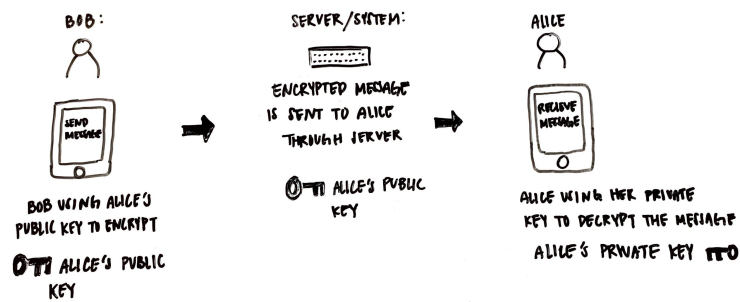 BOB:
SEND
MESSAGE
BOB USING ALICE'S
PUBLIC KEY TO ENCRYPT
ALICE'S PUBLIC
KEY
SERVER/SYSTEM:
ENCRYPTED MESSAGE
IS SENT TO ALICE
THROUGH SERVER
ALICE'S PUBLIC
KEY
ALICE
RECIEVE
MESSAGE
ALICE USING HER PRIVATE
KEY TO DECRYPT THE MESSAGE
ALICE'S PRIVATE KEY